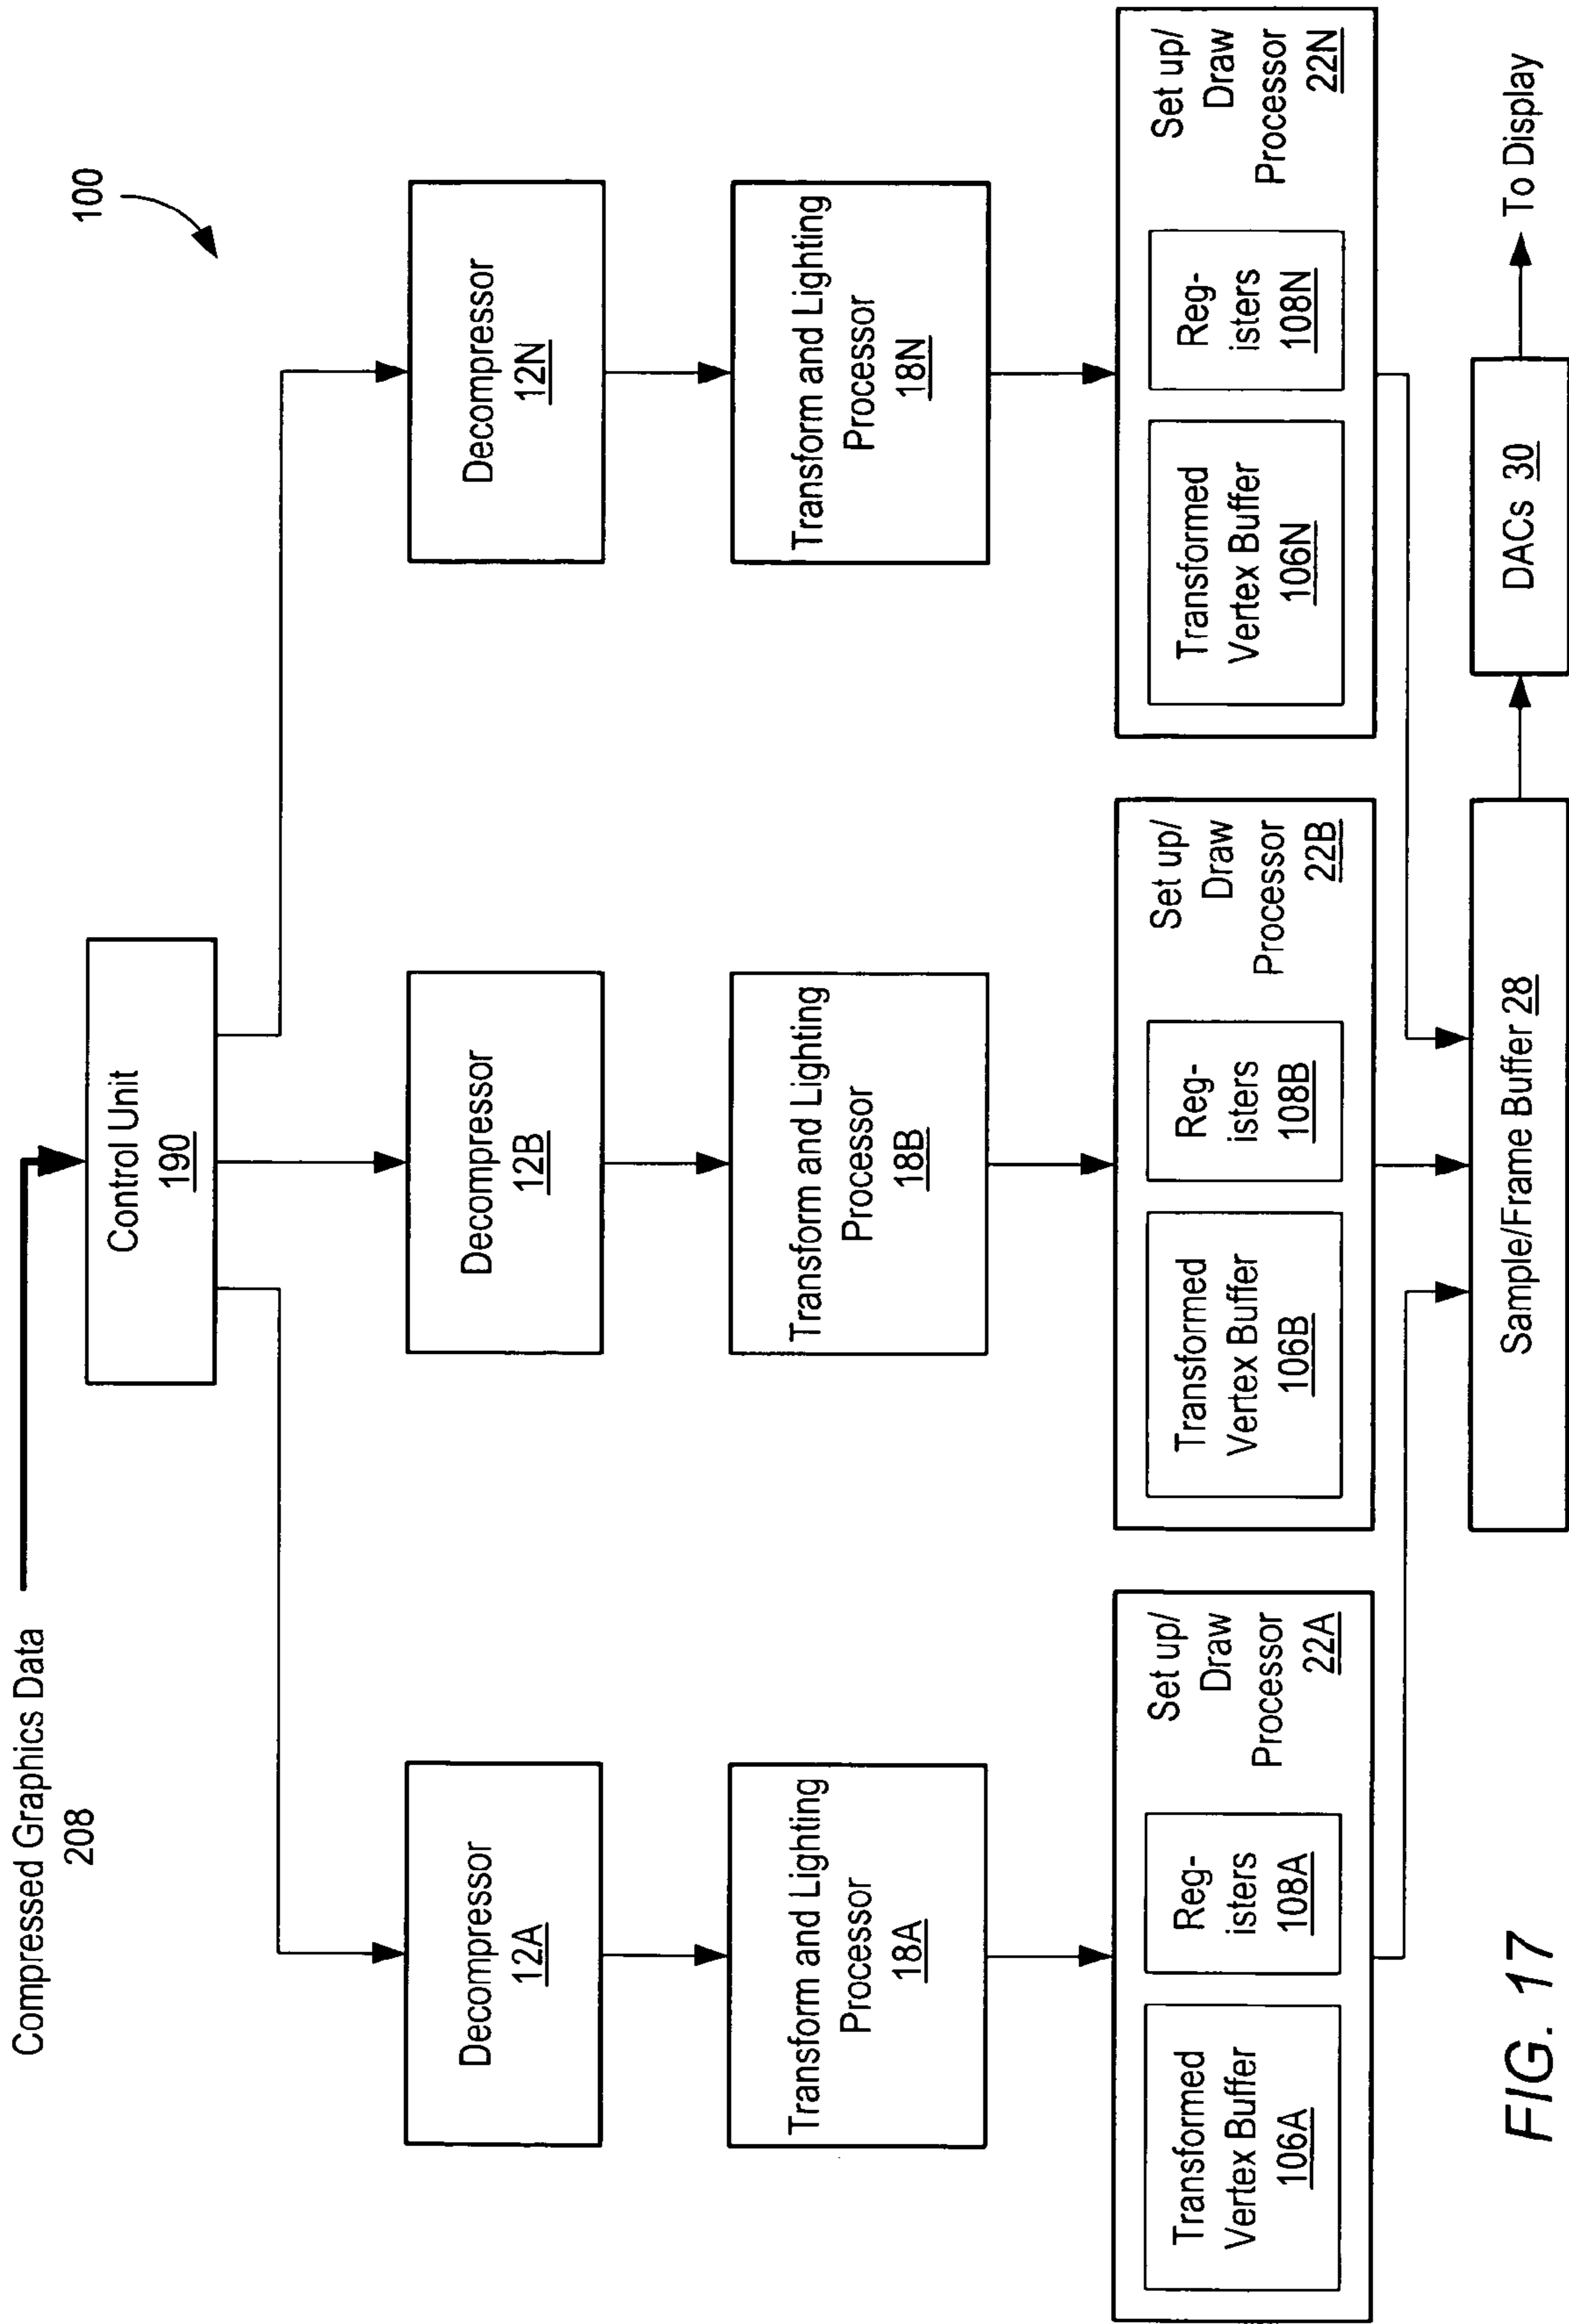 Compressed Graphics Data
208
100
Control Unit
190
Decompressor
12A
Decompressor
12B
Decompressor
12N
Transform and Lighting
Processor
18A
Transform and Lighting
Processor
18B
Transform and Lighting
Processor
18N
Transformed
Vertex Buffer
106A
Reg-
isters
108A
Set up/
Draw
Processor
22A
Transformed
Vertex Buffer
106B
Reg-
isters
108B
Set up/
Draw
Processor
22B
Transformed
Vertex Buffer
106N
Reg-
isters
108N
Set up/
Draw
Processor
22N
Sample/Frame Buffer 28
DACs 30
To Display
FIG. 17